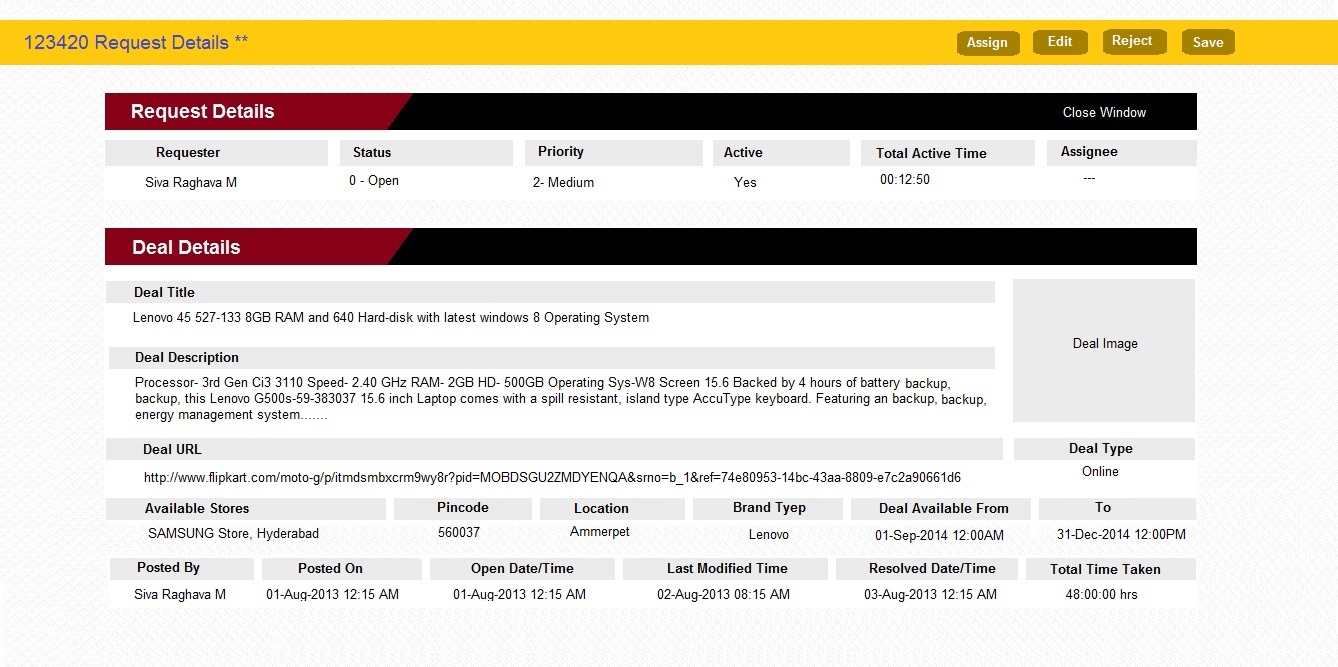 123420 Request Details **
Assign Edit Reject Save
Request Details
Close Window
Requester Status Priority Active Total Active Time Assignee
Siva Raghava M 0 - Open 2- Medium Yes 00:12:50 ---
Deal Details
Deal Title
Lenovo 45 527-133 8GB RAM and 640 Hard-disk with latest windows 8 Operating System
Deal Image
Deal Description
Processor- 3rd Gen Ci3 3110 Speed- 2.40 GHz RAM- 2GB HD- 500GB Operating Sys-W8 Screen 15.6 Backed by 4 hours of battery backup,
backup, this Lenovo G500s-59-383037 15.6 inch Laptop comes with a spill resistant, island type AccuType keyboard. Featuring an backup, backup,
energy management system.......
Deal URL Deal Type
http://www.flipkart.com/moto-g/p/itmdsmbxcrm9wy8r?pid=MOBDSGU2ZMDYENQA&srno=b_1&ref=74e80953-14bc-43aa-8809-e7c2a90661d6 Online
Available Stores Pincode Location Brand Tyep Deal Available From To
SAMSUNG Store, Hyderabad 560037 Ammerpet Lenovo 01-Sep-2014 12:00AM 31-Dec-2014 12:00PM
Posted By Posted On Open Date/Time Last Modified Time Resolved Date/Time Total Time Taken
Siva Raghava M 01-Aug-2013 12:15 AM 01-Aug-2013 12:15 AM 02-Aug-2013 08:15 AM 03-Aug-2013 12:15 AM 48:00:00 hrs